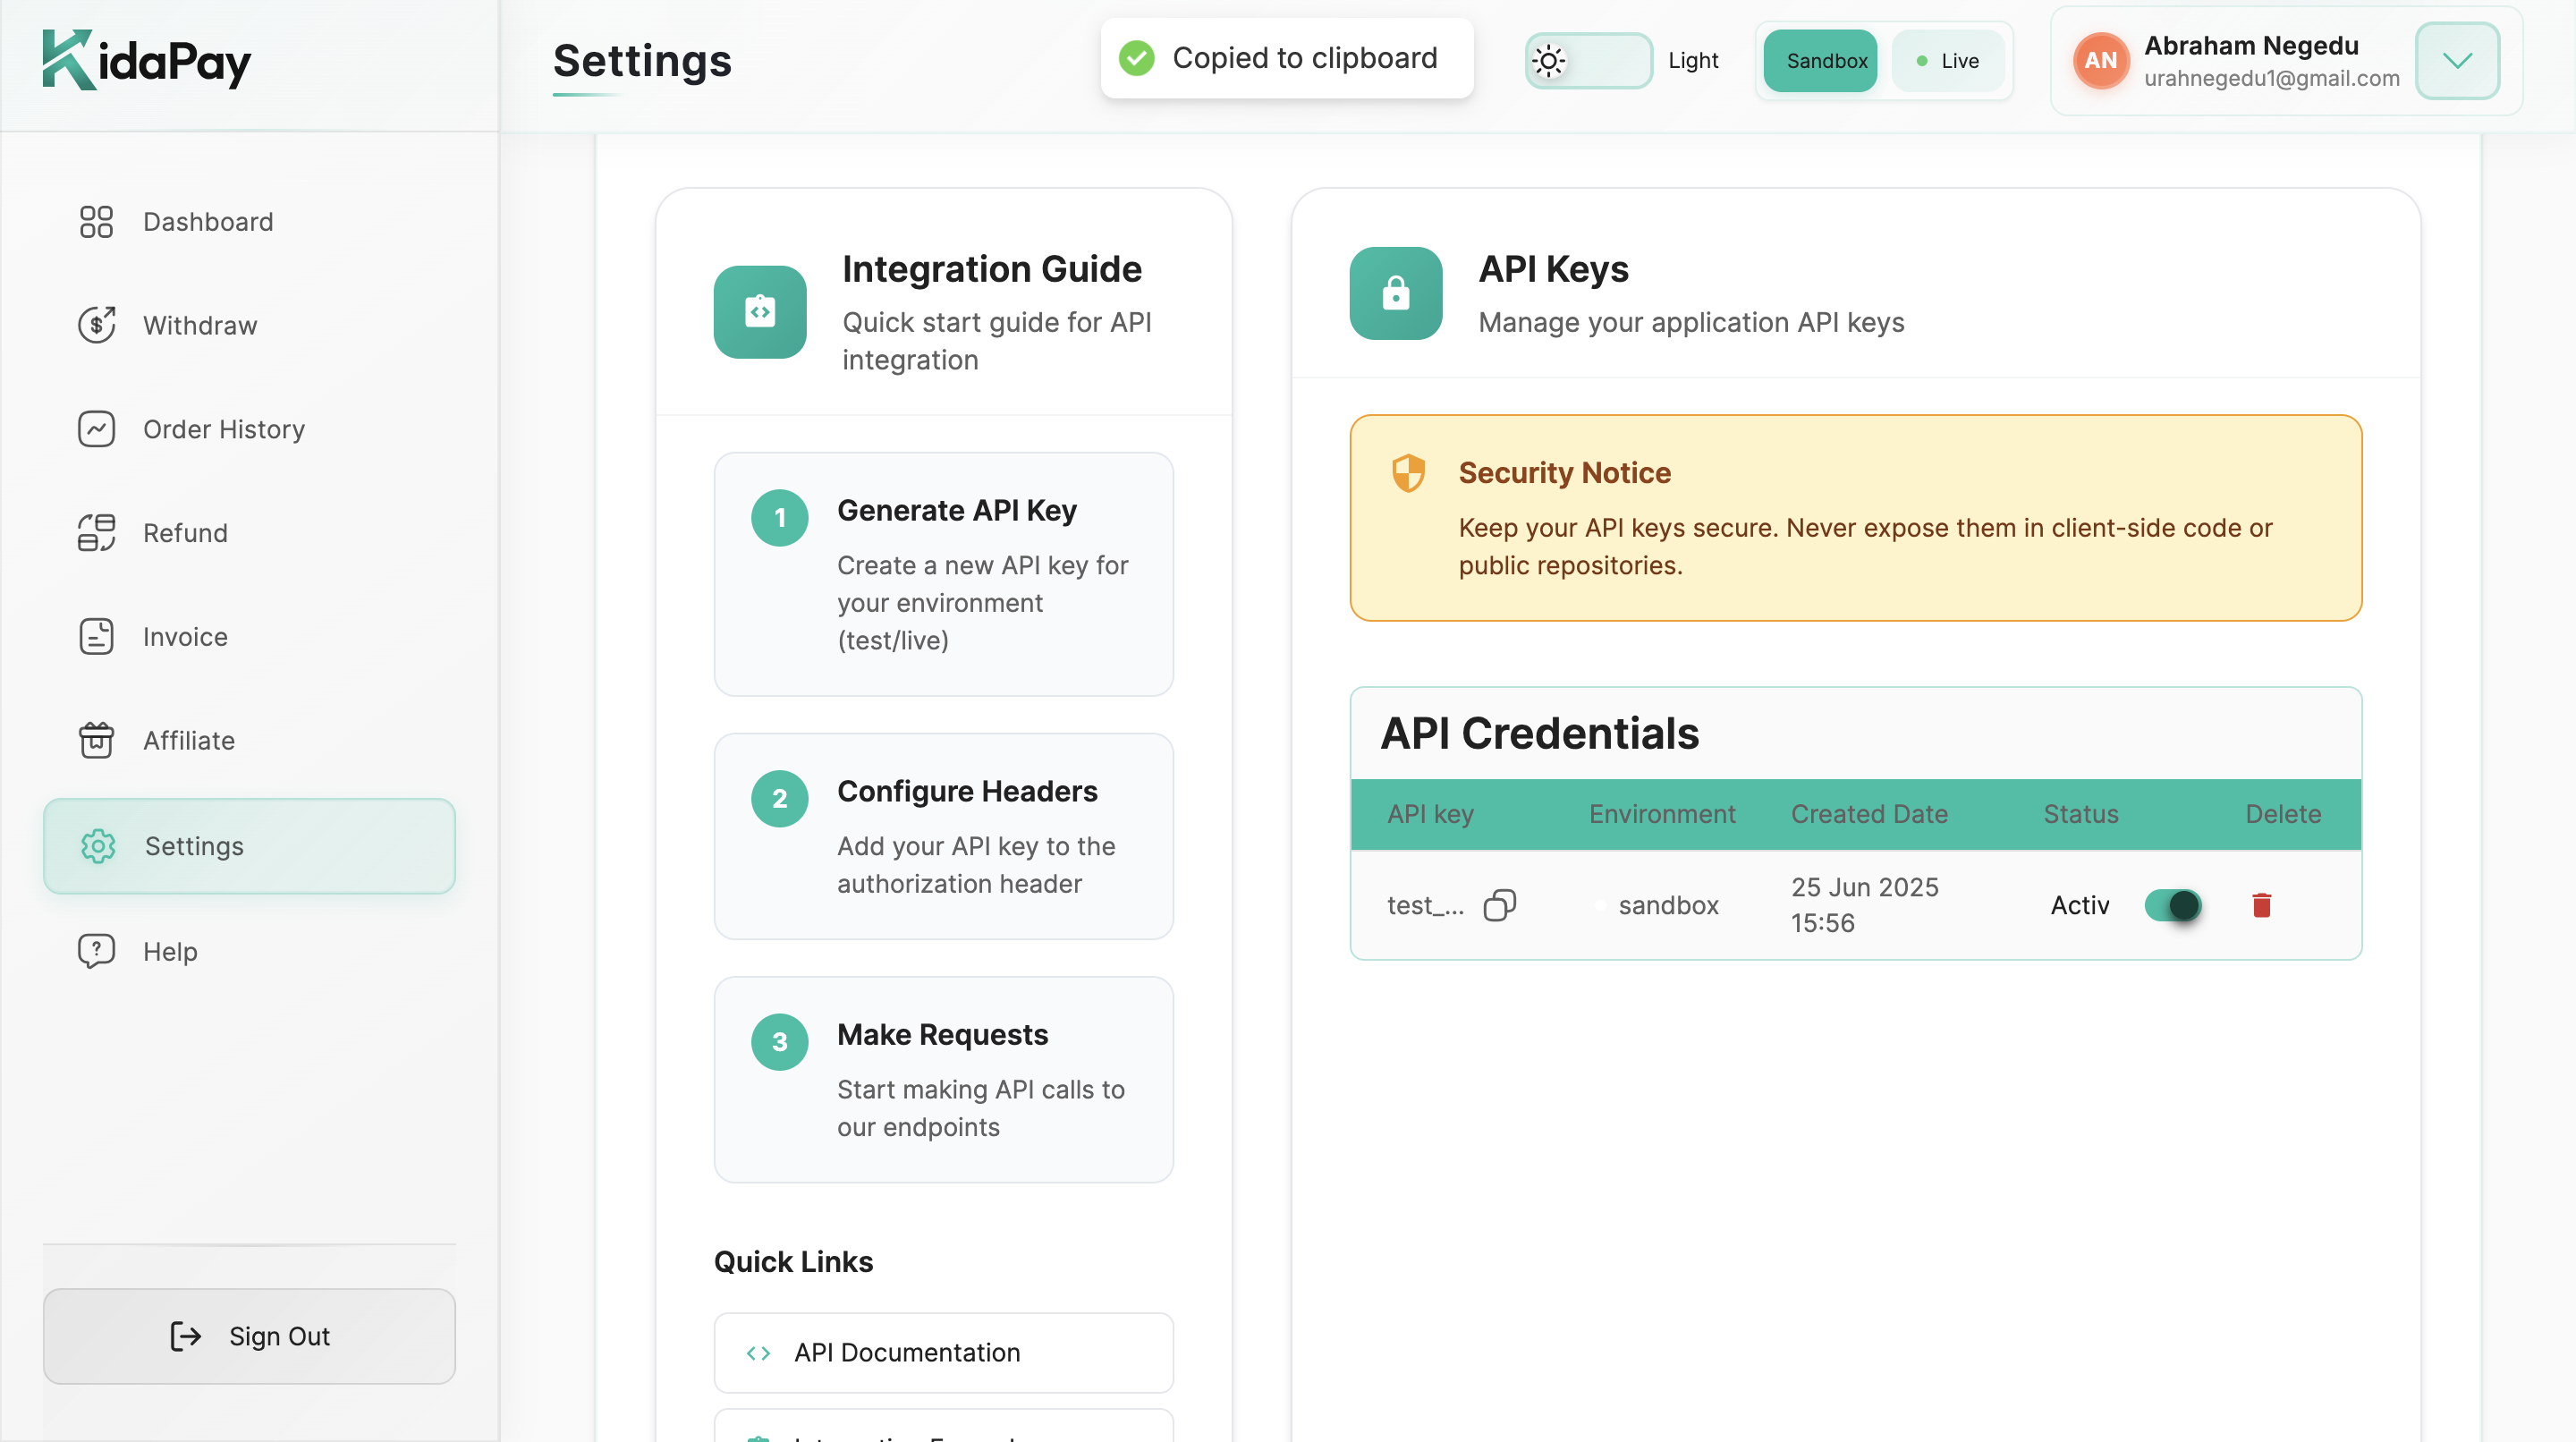 KidaPay
Settings
Copied to clipboard
Light
Sandbox
Live
AN
Abraham Negedu
urahnegedu1@gmail.com
Dashboard
Withdraw
Order History
Refund
Invoice
Affiliate
Settings
Help
Sign Out
Integration Guide
Quick start guide for API
integration
1
Generate API Key
Create a new API key for
your environment
(test/live)
2
Configure Headers
Add your API key to the
authorization header
3
Make Requests
Start making API calls to
our endpoints
Quick Links
API Documentation
API Keys
Manage your application API keys
Security Notice
Keep your API keys secure. Never expose them in client-side code or
public repositories.
API Credentials
API key Environment Created Date Status Delete
test_... sandbox 25 Jun 2025
15:56
Activ